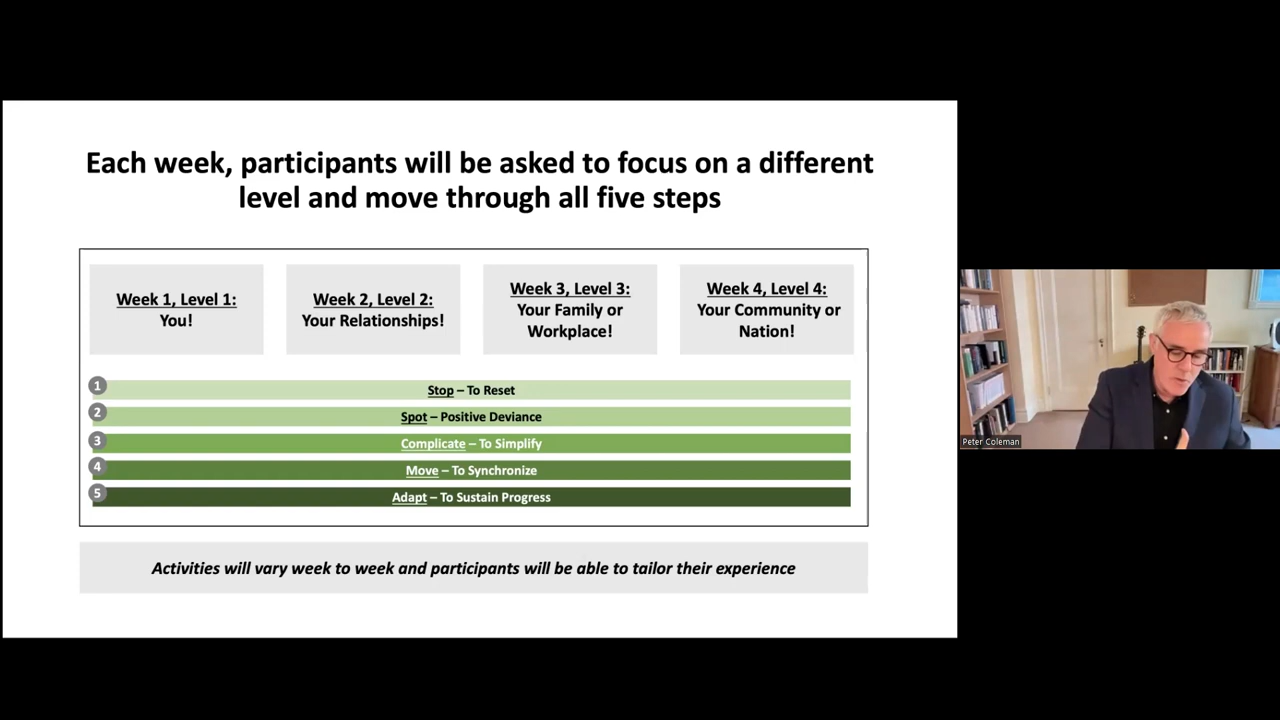 Each week, participants will be asked to focus on a different
level and move through all five steps
Week 1, Level 1:
You!
Week 2, Level 2:
Your Relationships!
Week 3, Level 3:
Your Family or
Workplace!
Week 4, Level 4:
Your Community or
Nation!
1 Stop – To Reset
2 Spot – Positive Deviance
3 Complicate – To Simplify
4 Move – To Synchronize
5 Adapt – To Sustain Progress
Activities will vary week to week and participants will be able to tailor their experience
Peter Coleman